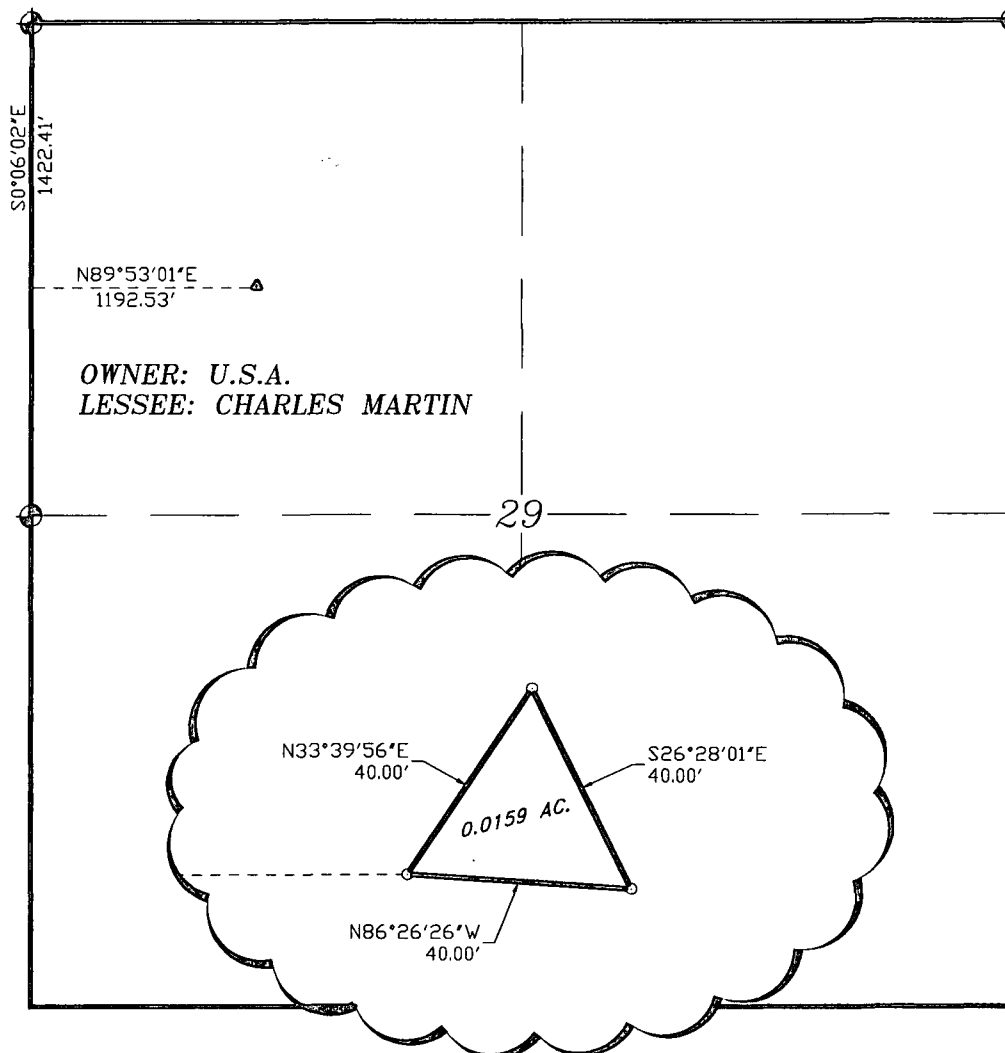 S0°06'02"E
1422.41'
N89°53'01"E
1192.53'
OWNER: U.S.A.
LESSEE: CHARLES MARTIN
29
N33°39'56"E
40.00'
S26°28'01"E
40.00'
0.0159 AC.
N86°26'26"W
40.00'